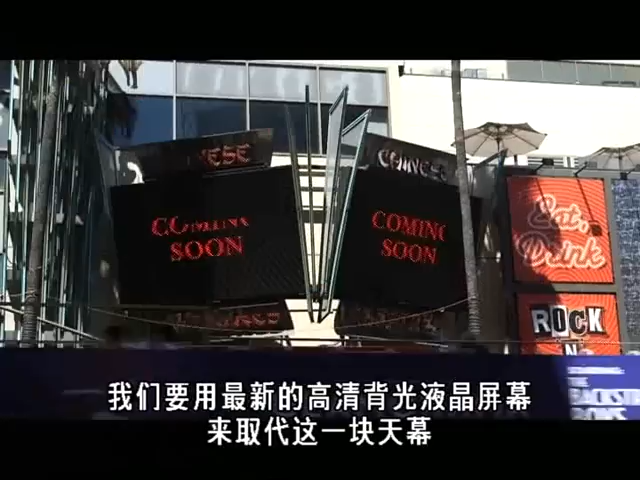 CHINESE
COMING
SOON
COMING
SOON
Eat,
Drink
ROCK
N
THE
我们要用最新的高清背光液晶屏幕
来取代这一块天幕